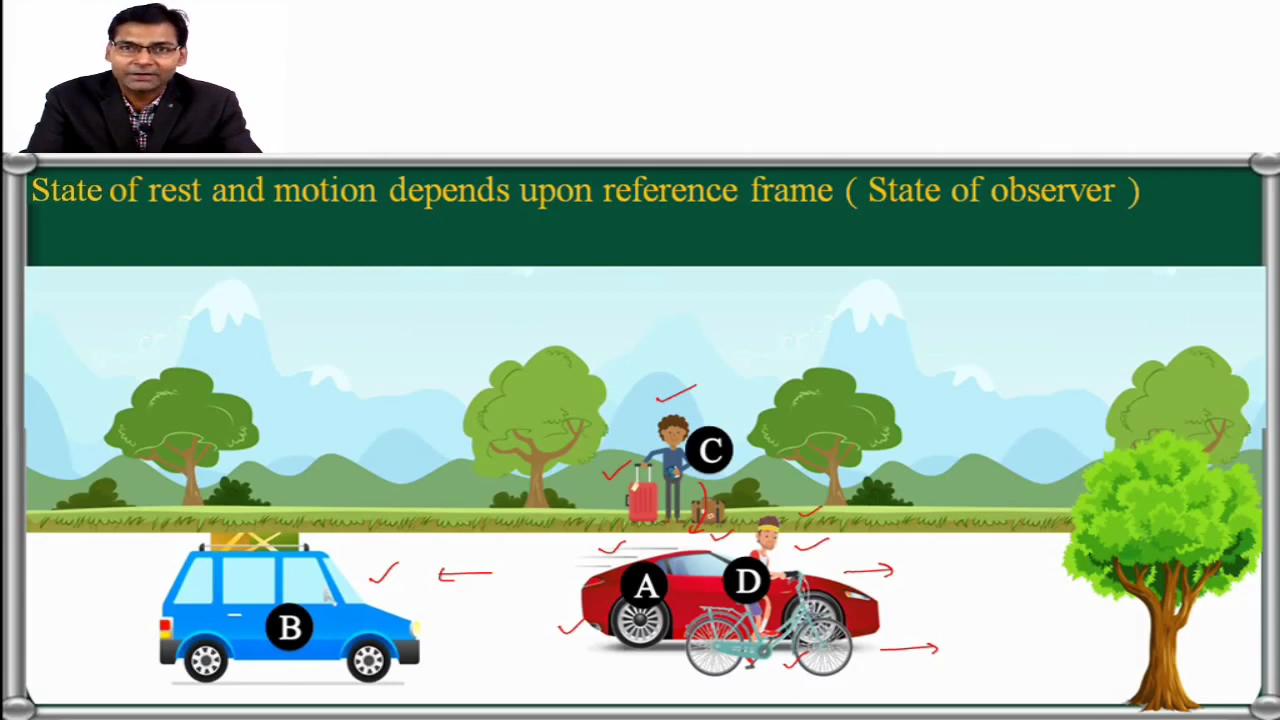 State of rest and motion depends upon reference frame ( State of observer )
C
A
D
B